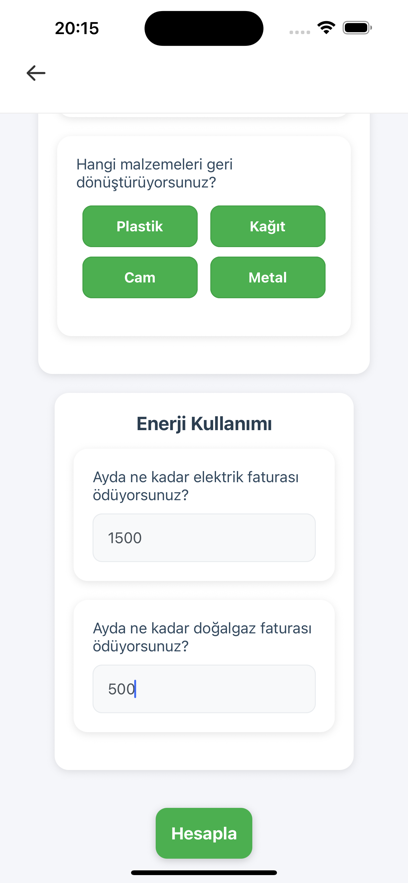 20:15
Hangi malzemeleri geri
dönüştürüyorsunuz?
Plastik
Kağıt
Cam
Metal
Enerji Kullanımı
Ayda ne kadar elektrik faturası
ödüyorsunuz?
1500
Ayda ne kadar doğalgaz faturası
ödüyorsunuz?
500
Hesapla